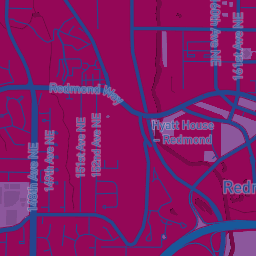 160th Ave NE
161st Ave NE
Redmond Way
Hyatt House
- Redmond
151st Ave NE
152nd Ave NE
149th Ave NE
148th Ave NE
Redm